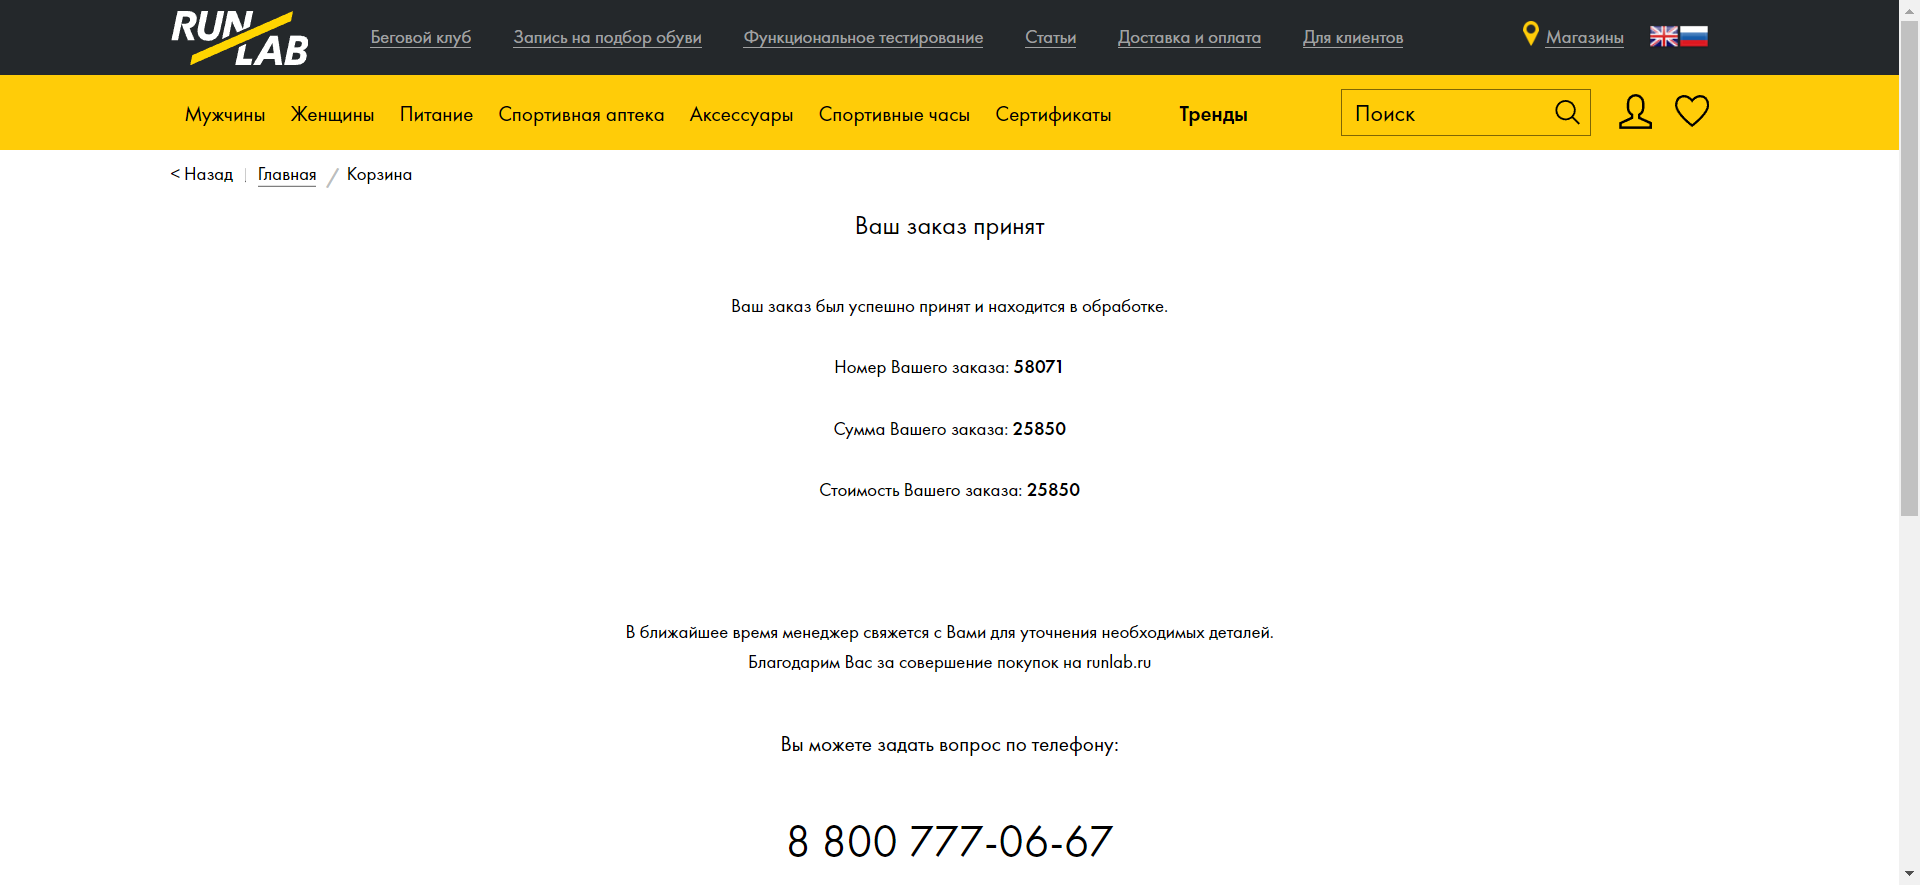 RUN LAB
Беговой клуб Запись на подбор обуви Функциональное тестирование Статьи Доставка и оплата Для клиентов Магазины
Мужчины Женщины Питание Спортивная аптека Аксессуары Спортивные часы Сертификаты Тренды Поиск
< Назад | Главная / Корзина
Ваш заказ принят
Ваш заказ был успешно принят и находится в обработке.
Номер Вашего заказа: 58071
Сумма Вашего заказа: 25850
Стоимость Вашего заказа: 25850
В ближайшее время менеджер свяжется с Вами для уточнения необходимых деталей.
Благодарим Вас за совершение покупок на runlab.ru
Вы можете задать вопрос по телефону:
8 800 777-06-67